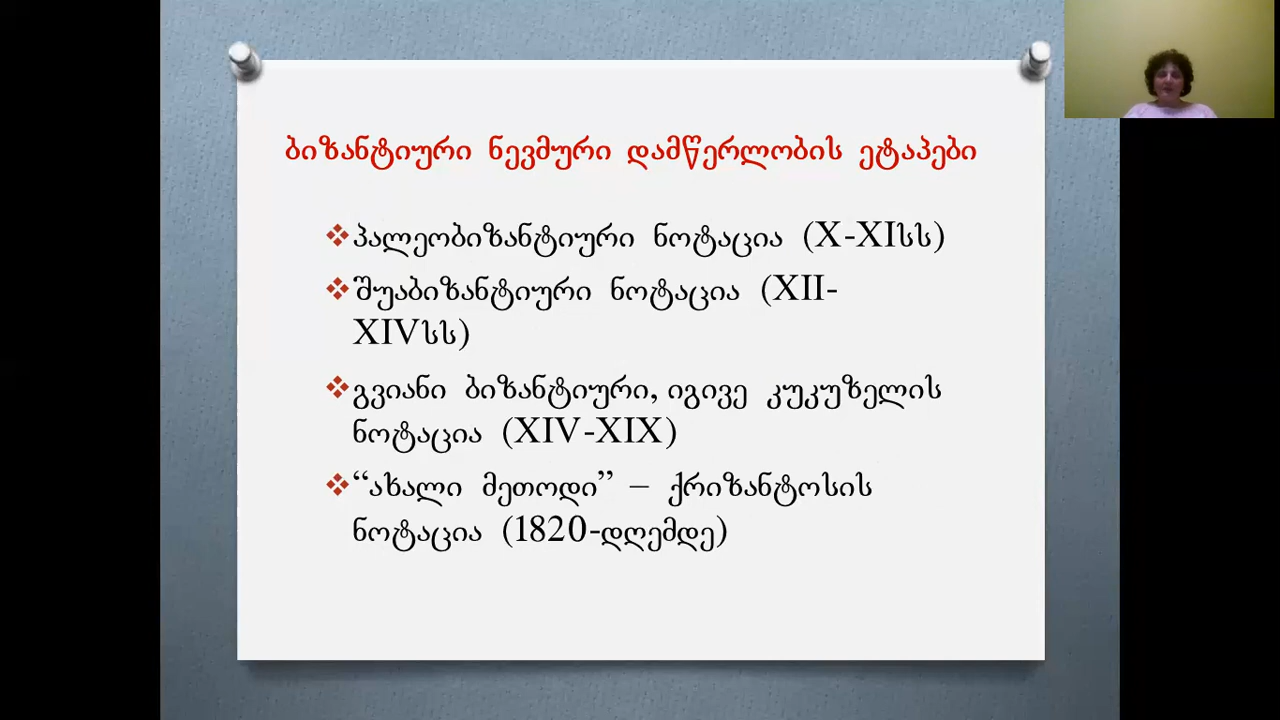 ბიზანტიური ნევმური დამწერლობის ეტაპები
პალეობიზანტიური ნოტაცია (X-XIსს)
შუაბიზანტიური ნოტაცია (XII-
XIVსს)
გვიანი ბიზანტიური, იგივე კუკუზელის
ნოტაცია (XIV-XIX)
“ახალი მეთოდი” – ქრიზანტოსის
ნოტაცია (1820-დღემდე)